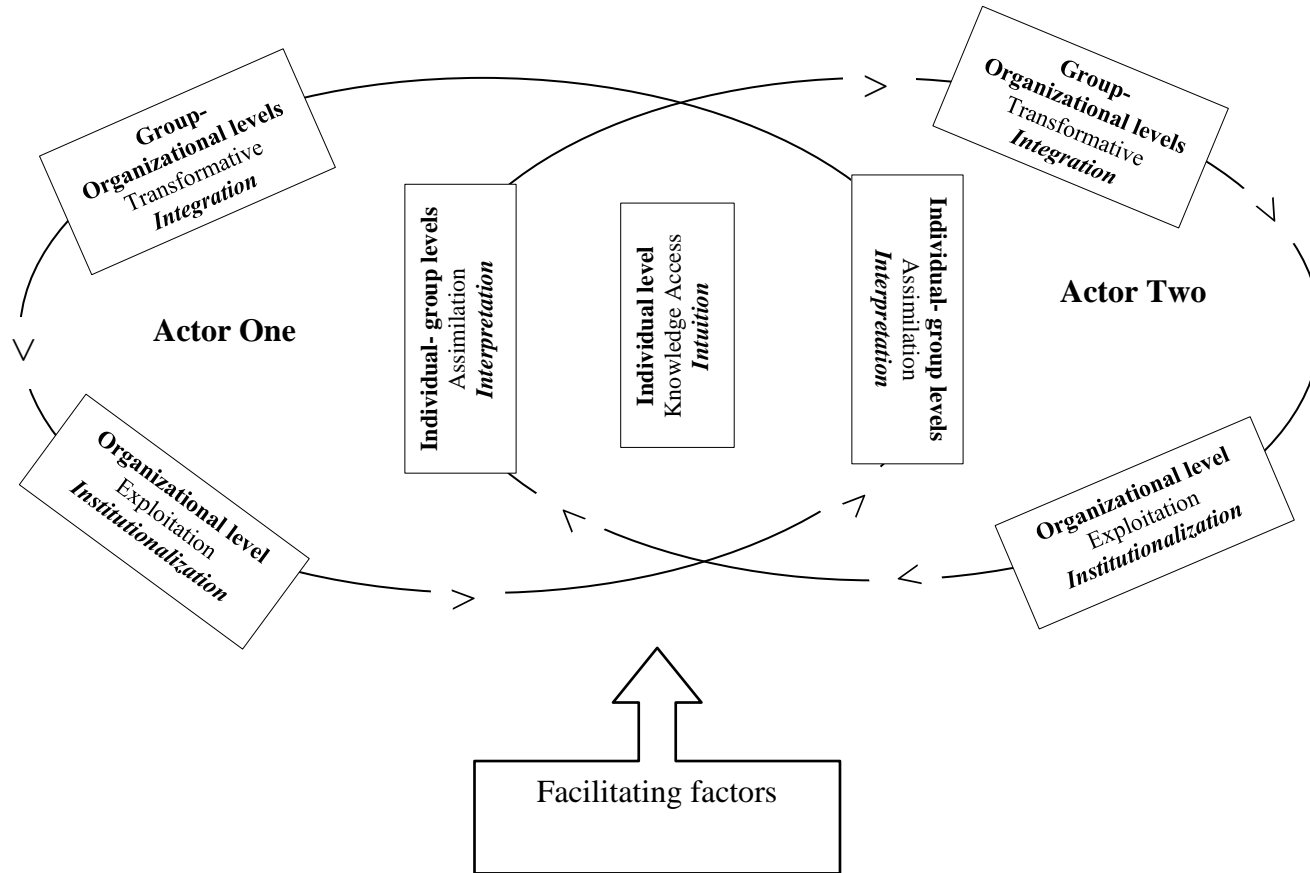 Group-
Organizational levels
Transformative
Integration
Group-
Organizational levels
Transformative
Integration
Actor One
Individual- group levels
Assimilation
Interpretation
Individual level
Knowledge Access
Intuition
Individual- group levels
Assimilation
Interpretation
Actor Two
Organizational level
Exploitation
Institutionalization
Organizational level
Exploitation
Institutionalization
Facilitating factors